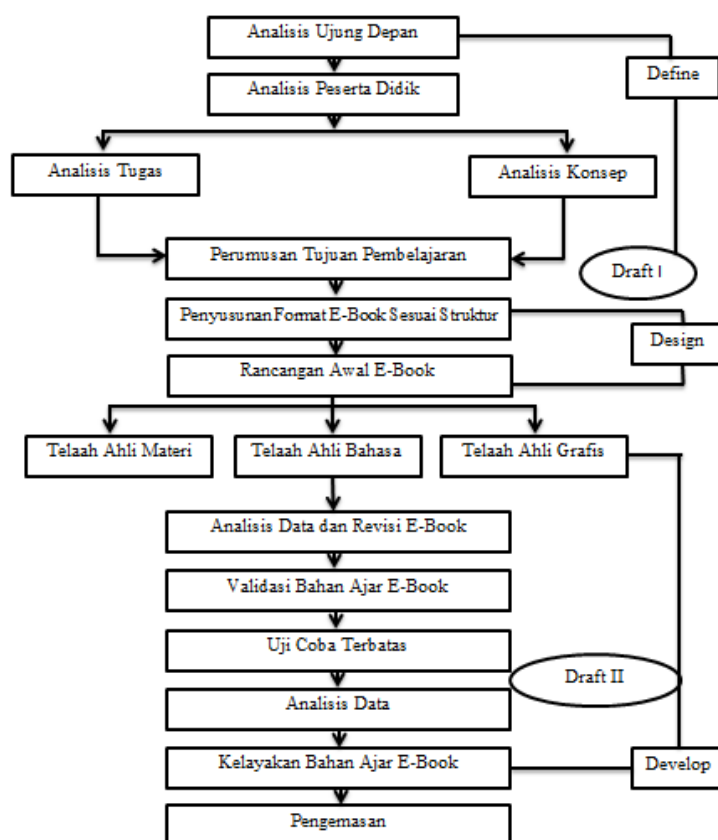 Analisis Ujung Depan
Define
Analisis Peserta Didik
Analisis Tugas
Analisis Konsep
Perumusan Tujuan Pembelajaran
Draft I
Penyusunan Format E-Book Sesuai Struktur
Design
Rancangan Awal E-Book
Telaah Ahli Materi
Telaah Ahli Bahasa
Telaah Ahli Grafis
Analisis Data dan Revisi E-Book
Validasi Bahan Ajar E-Book
Uji Coba Terbatas
Draft II
Analisis Data
Kelayakan Bahan Ajar E-Book
Develop
Pengemasan